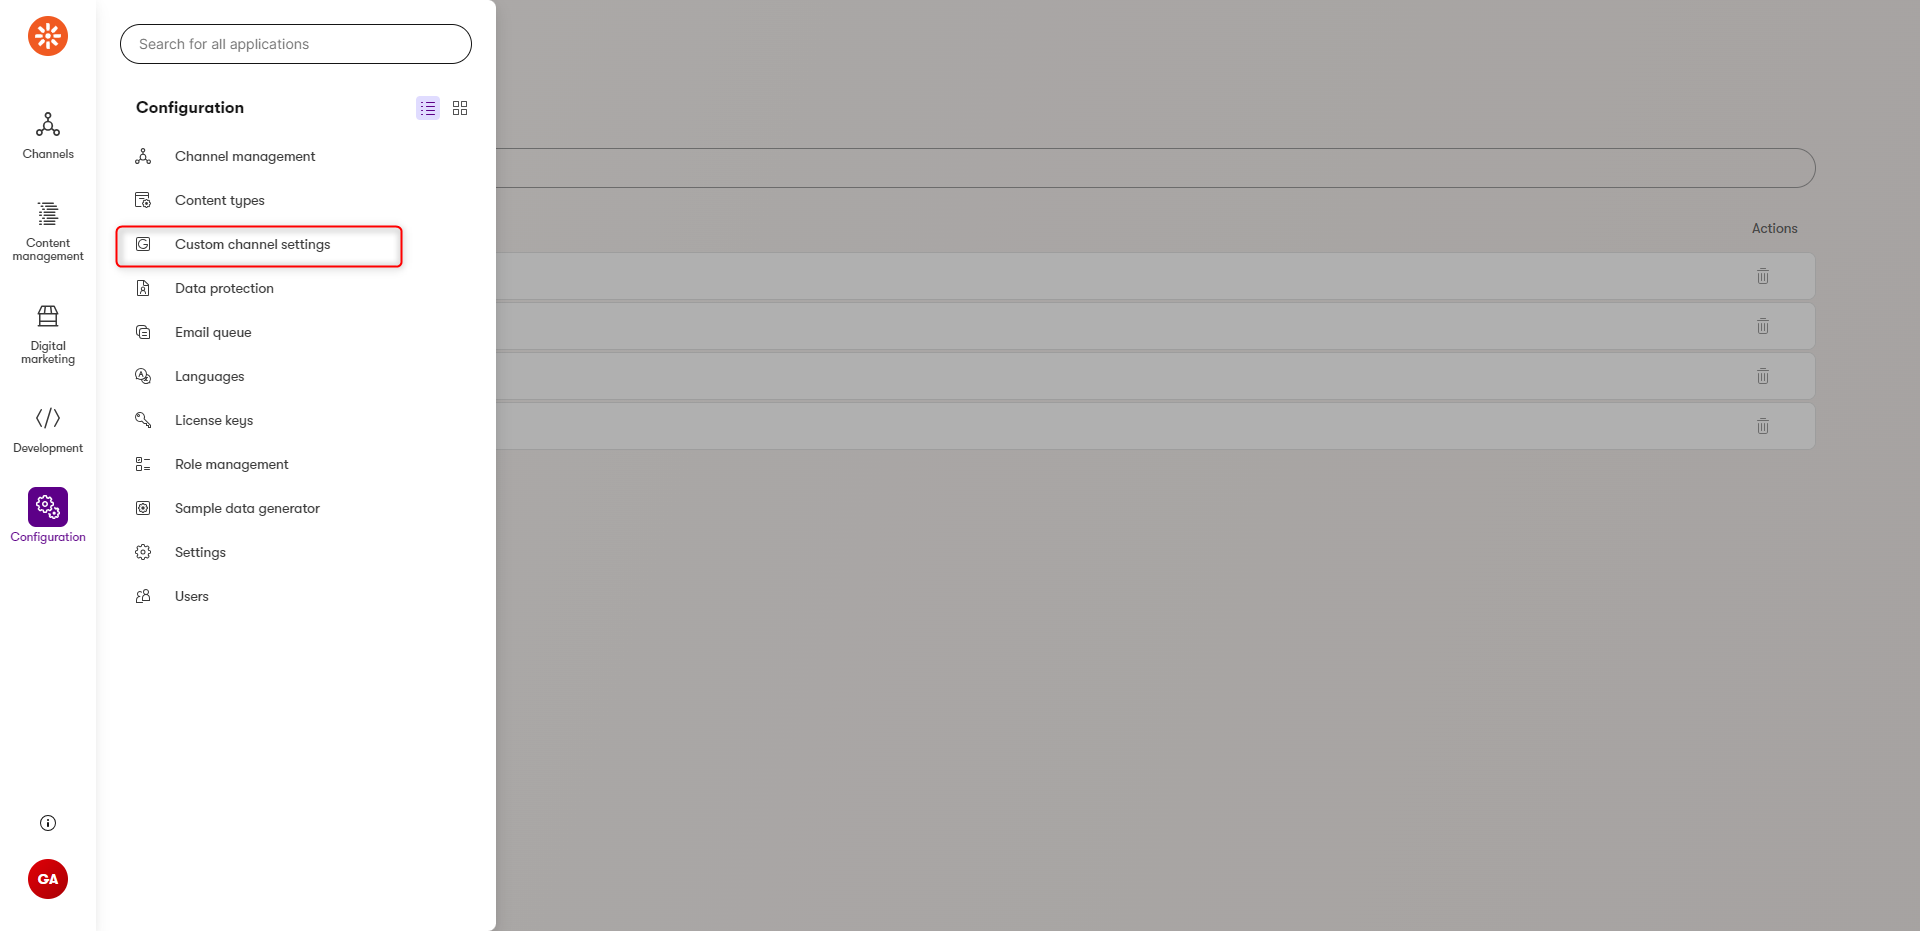 Search for all applications
Configuration
Channel management
Content types
Custom channel settings
Data protection
Email queue
Languages
License keys
Role management
Sample data generator
Settings
Users
Channels
Content
management
Digital
marketing
Development
Configuration
GA
Actions